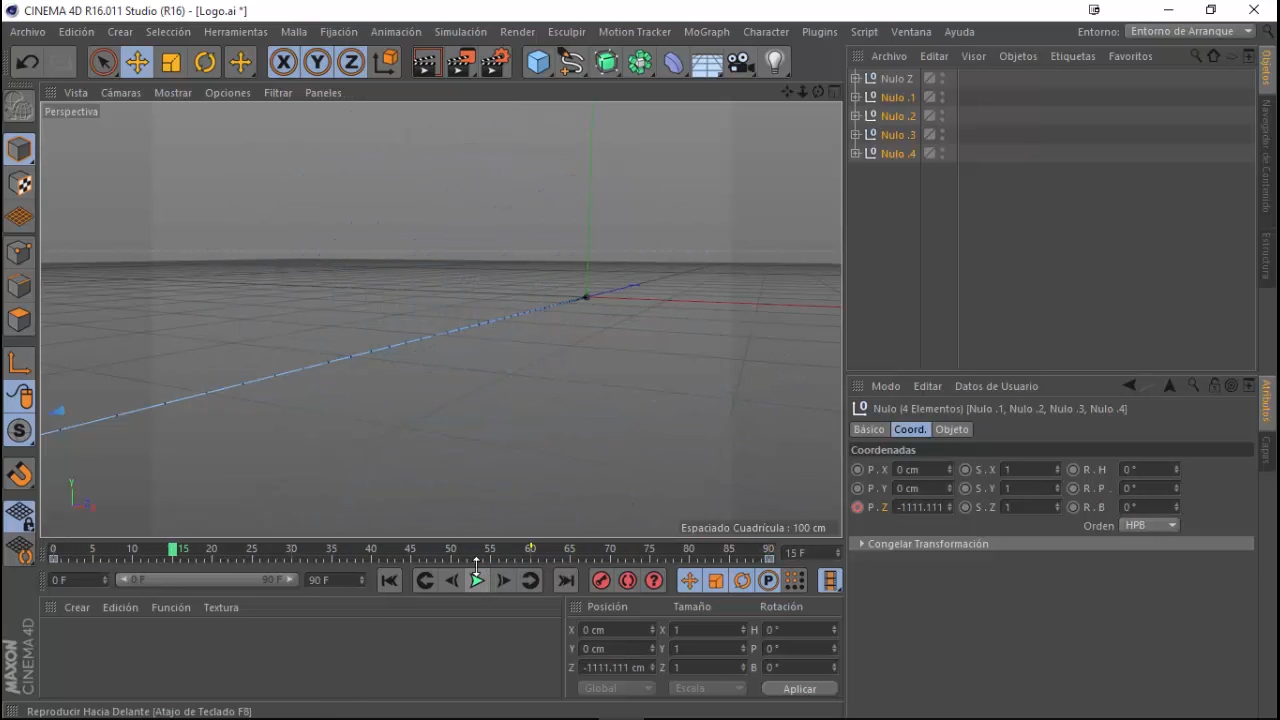 CINEMA 4D R16.011 Studio (R16) - [Logo.ai *]
Archivo Edición Crear Selección Herramientas Malla Fijación Animación Simulación Render Esculpir Motion Tracker MoGraph Character Plugins Script Ventana Ayuda Entorno: Entorno de Arranque
X Y Z
Archivo Editar Visor Objetos Etiquetas Favoritos
Vista Cámaras Mostrar Opciones Filtrar Paneles
Perspectiva
Nulo Z
Nulo .1
Nulo .2
Nulo .3
Nulo .4
Objetos
Navegador de Contenido
Estructura
Modo Editar Datos de Usuario
Nulo (4 Elementos) [Nulo .1, Nulo .2, Nulo .3, Nulo .4]
Básico Coord. Objeto
Coordenadas
P . X 0 cm S . X 1 R . H 0 °
P . Y 0 cm S . Y 1 R . P . 0 °
P . Z -1111.111 S . Z 1 R . B 0 °
Orden HPB
Congelar Transformación
Atributos
Capas
Y
Espaciado Cuadrícula : 100 cm
0 5 10 15 20 25 30 35 40 45 50 55 60 65 70 75 80 85 90 15 F
0 F 0 F 90 F 90 F
Crear Edición Función Textura
Posición Tamaño Rotación
X 0 cm X 1 H 0 °
Y 0 cm Y 1 P 0 °
Z -1111.111 cm Z 1 B 0 °
Global Escala Aplicar
MAXON
CINEMA 4D
Reproducir Hacia Delante [Atajo de Teclado F8]